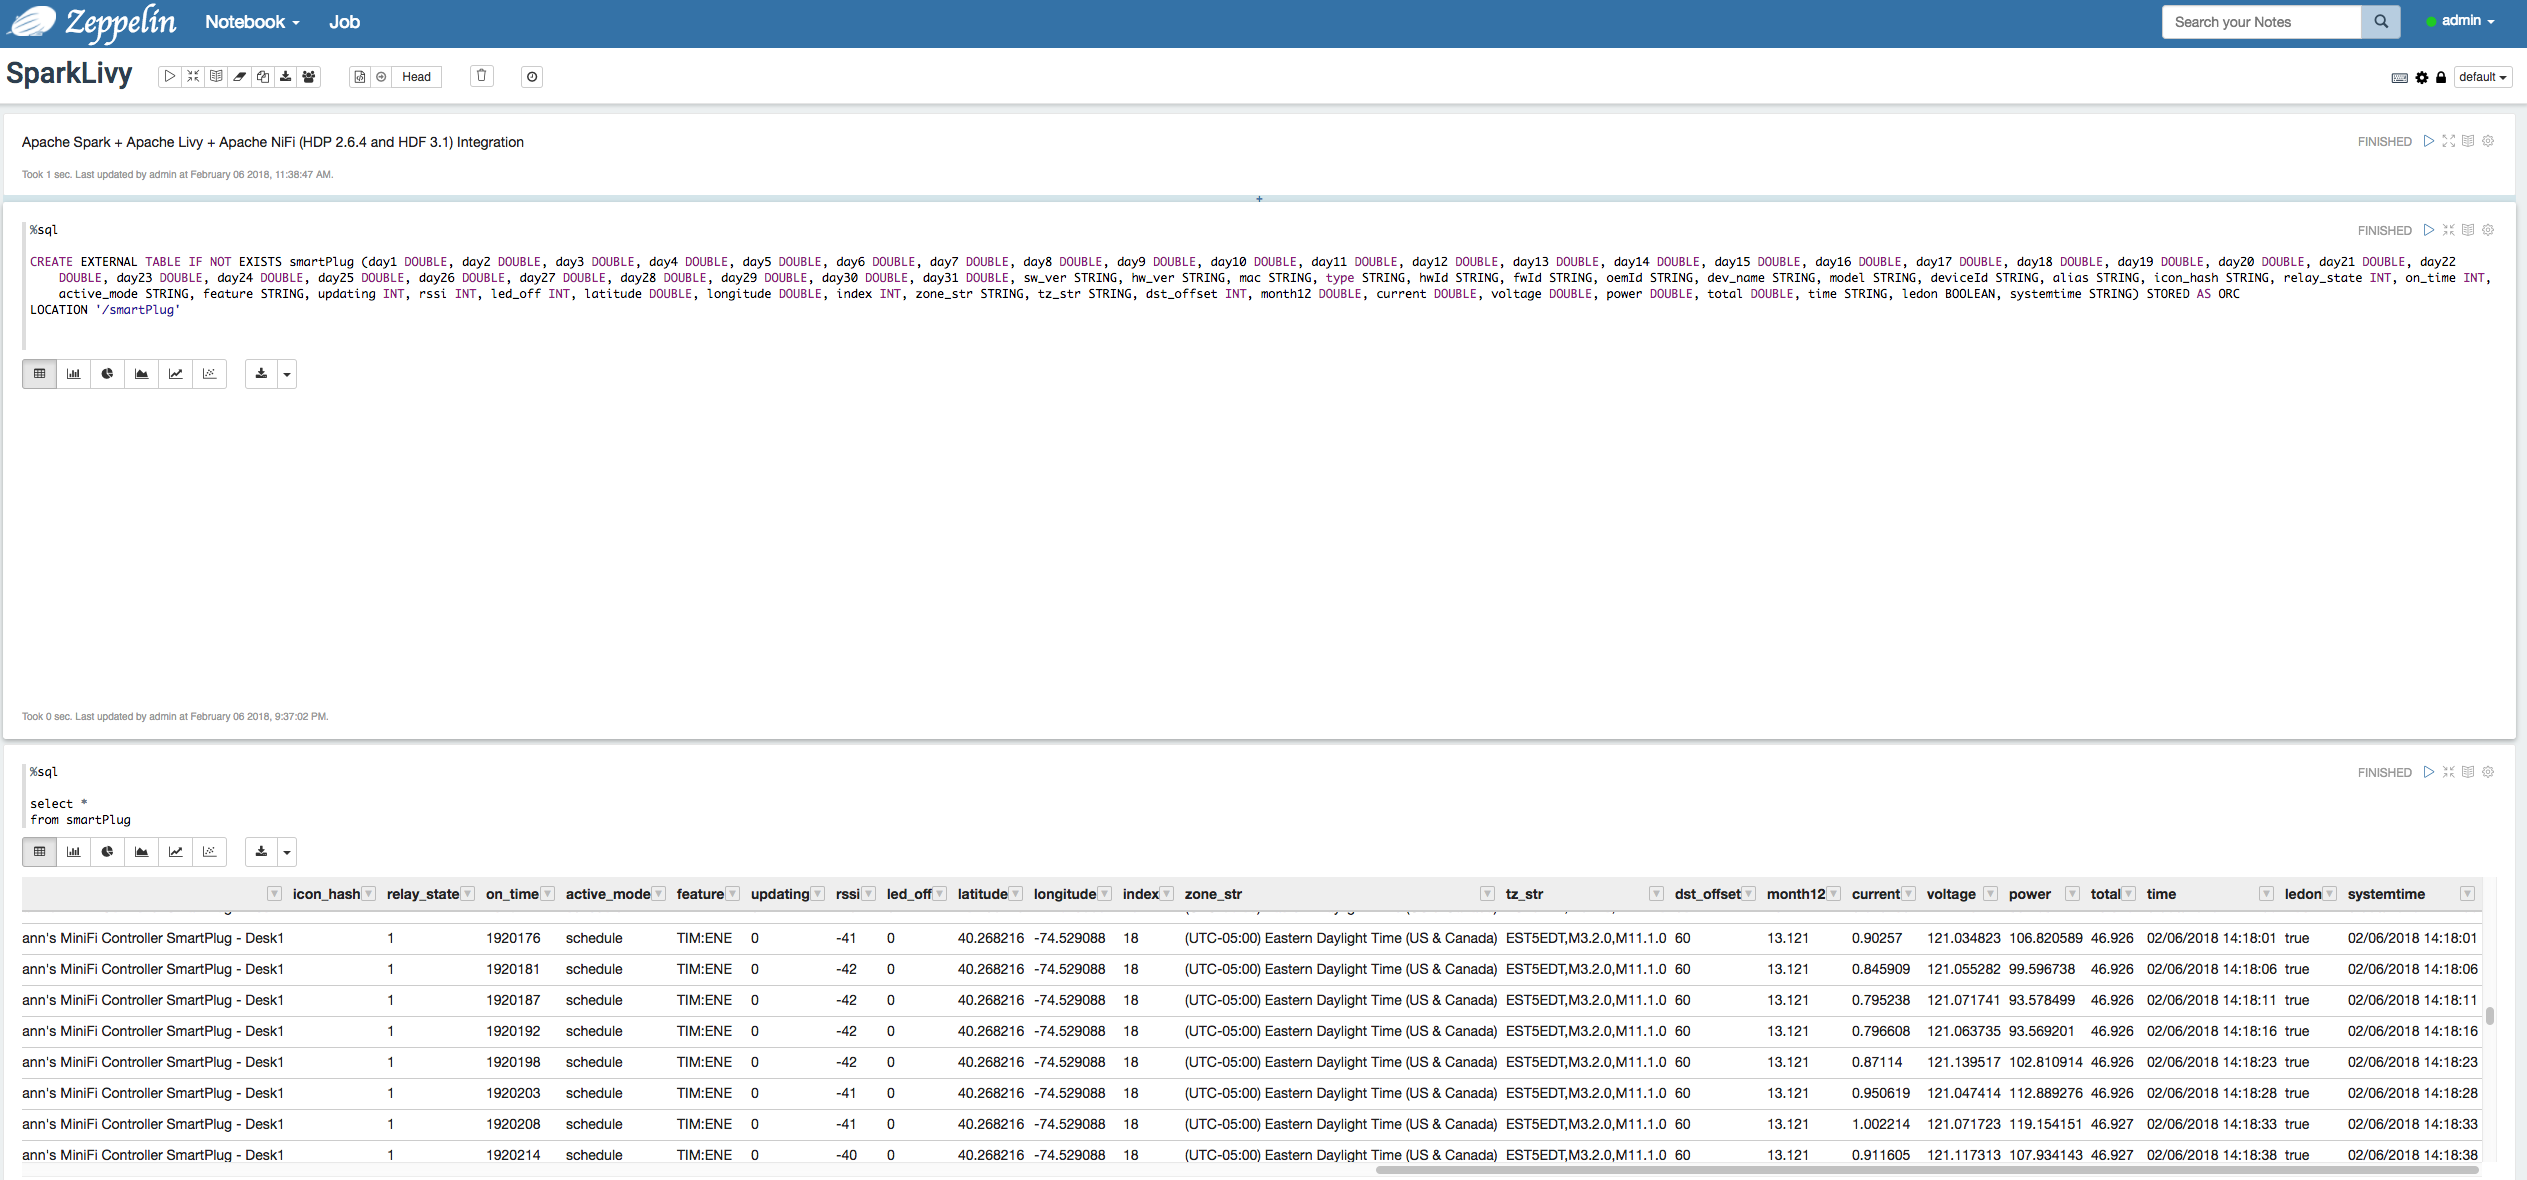 Zeppelin Notebook Job Search your Notes admin
SparkLivy Head default
Apache Spark + Apache Livy + Apache NiFi (HDP 2.6.4 and HDF 3.1) Integration FINISHED
Took 1 sec. Last updated by admin at February 06 2018, 11:38:47 AM.
+
%sql FINISHED
CREATE EXTERNAL TABLE IF NOT EXISTS smartPlug (day1 DOUBLE, day2 DOUBLE, day3 DOUBLE, day4 DOUBLE, day5 DOUBLE, day6 DOUBLE, day7 DOUBLE, day8 DOUBLE, day9 DOUBLE, day10 DOUBLE, day11 DOUBLE, day12 DOUBLE, day13 DOUBLE, day14 DOUBLE, day15 DOUBLE, day16 DOUBLE, day17 DOUBLE, day18 DOUBLE, day19 DOUBLE, day20 DOUBLE, day21 DOUBLE, day22
DOUBLE, day23 DOUBLE, day24 DOUBLE, day25 DOUBLE, day26 DOUBLE, day27 DOUBLE, day28 DOUBLE, day29 DOUBLE, day30 DOUBLE, day31 DOUBLE, sw_ver STRING, hw_ver STRING, mac STRING, type STRING, hwId STRING, fwId STRING, oemId STRING, dev_name STRING, model STRING, deviceId STRING, alias STRING, icon_hash STRING, relay_state INT, on_time INT,
active_mode STRING, feature STRING, updating INT, rssi INT, led_off INT, latitude DOUBLE, longitude DOUBLE, index INT, zone_str STRING, tz_str STRING, dst_offset INT, month12 DOUBLE, current DOUBLE, voltage DOUBLE, power DOUBLE, total DOUBLE, time STRING, ledon BOOLEAN, systemtime STRING) STORED AS ORC
LOCATION '/smartPlug'
Took 0 sec. Last updated by admin at February 06 2018, 9:37:02 PM.
%sql FINISHED
select *
from smartPlug
icon_hash relay_state on_time active_mode feature updating rssi led_off latitude longitude index zone_str tz_str dst_offset month12 current voltage power total time ledon systemtime
ann's MiniFi Controller SmartPlug - Desk1 1 1920176 schedule TIM:ENE 0 -41 0 40.268216 -74.529088 18 (UTC-05:00) Eastern Daylight Time (US & Canada) EST5EDT,M3.2.0,M11.1.0 60 13.121 0.90257 121.034823 106.820589 46.926 02/06/2018 14:18:01 true 02/06/2018 14:18:01
ann's MiniFi Controller SmartPlug - Desk1 1 1920181 schedule TIM:ENE 0 -42 0 40.268216 -74.529088 18 (UTC-05:00) Eastern Daylight Time (US & Canada) EST5EDT,M3.2.0,M11.1.0 60 13.121 0.845909 121.055282 99.596738 46.926 02/06/2018 14:18:06 true 02/06/2018 14:18:06
ann's MiniFi Controller SmartPlug - Desk1 1 1920187 schedule TIM:ENE 0 -42 0 40.268216 -74.529088 18 (UTC-05:00) Eastern Daylight Time (US & Canada) EST5EDT,M3.2.0,M11.1.0 60 13.121 0.795238 121.071741 93.578499 46.926 02/06/2018 14:18:11 true 02/06/2018 14:18:11
ann's MiniFi Controller SmartPlug - Desk1 1 1920192 schedule TIM:ENE 0 -42 0 40.268216 -74.529088 18 (UTC-05:00) Eastern Daylight Time (US & Canada) EST5EDT,M3.2.0,M11.1.0 60 13.121 0.796608 121.063735 93.569201 46.926 02/06/2018 14:18:16 true 02/06/2018 14:18:16
ann's MiniFi Controller SmartPlug - Desk1 1 1920198 schedule TIM:ENE 0 -42 0 40.268216 -74.529088 18 (UTC-05:00) Eastern Daylight Time (US & Canada) EST5EDT,M3.2.0,M11.1.0 60 13.121 0.87114 121.139517 102.810914 46.926 02/06/2018 14:18:23 true 02/06/2018 14:18:23
ann's MiniFi Controller SmartPlug - Desk1 1 1920203 schedule TIM:ENE 0 -41 0 40.268216 -74.529088 18 (UTC-05:00) Eastern Daylight Time (US & Canada) EST5EDT,M3.2.0,M11.1.0 60 13.121 0.950619 121.047414 112.889276 46.926 02/06/2018 14:18:28 true 02/06/2018 14:18:28
ann's MiniFi Controller SmartPlug - Desk1 1 1920208 schedule TIM:ENE 0 -41 0 40.268216 -74.529088 18 (UTC-05:00) Eastern Daylight Time (US & Canada) EST5EDT,M3.2.0,M11.1.0 60 13.121 1.002214 121.071723 119.154151 46.927 02/06/2018 14:18:33 true 02/06/2018 14:18:33
ann's MiniFi Controller SmartPlug - Desk1 1 1920214 schedule TIM:ENE 0 -40 0 40.268216 -74.529088 18 (UTC-05:00) Eastern Daylight Time (US & Canada) EST5EDT,M3.2.0,M11.1.0 60 13.121 0.911605 121.117313 107.934143 46.927 02/06/2018 14:18:38 true 02/06/2018 14:18:38